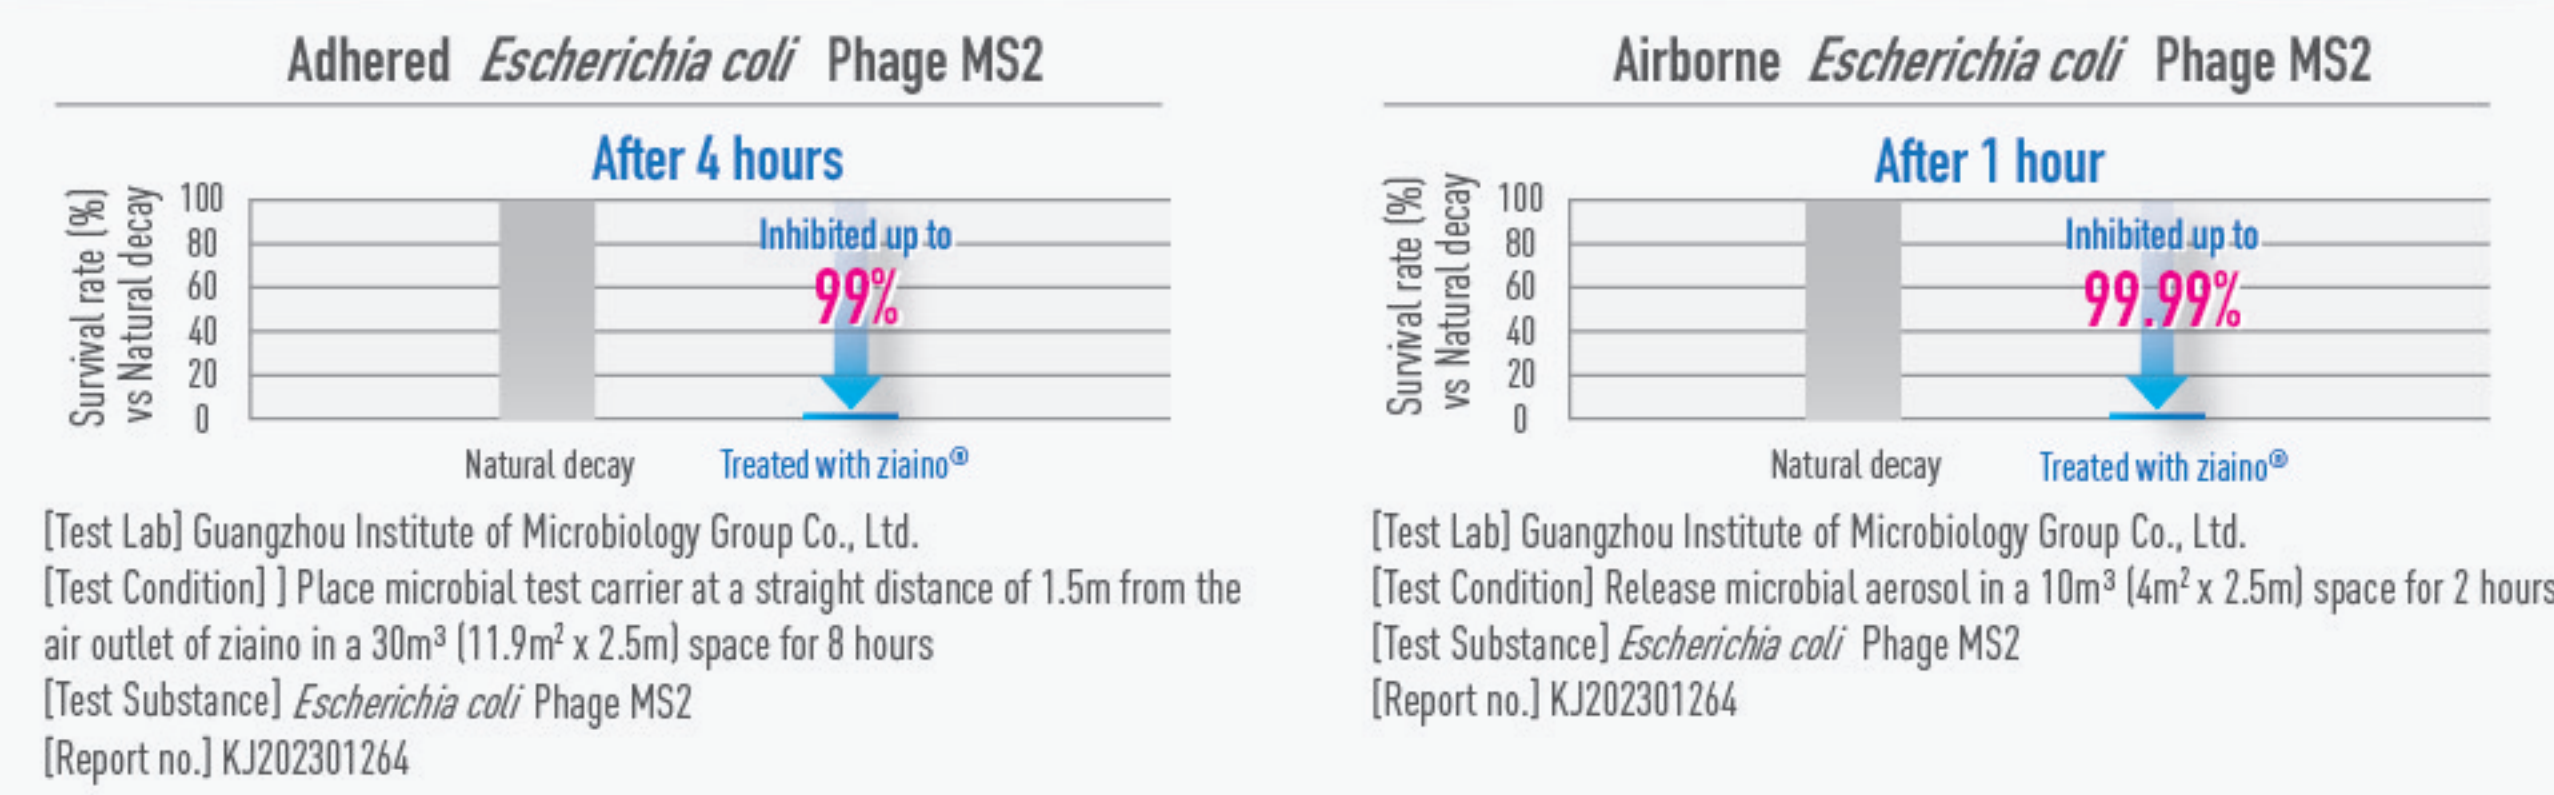 Adhered Escherichia coli Phage MS2
After 4 hours
Survival rate (%)
vs Natural decay
100
80
60
40
20
0
Inhibited up to
99%
Natural decay
Treated with ziaino®
[Test Lab] Guangzhou Institute of Microbiology Group Co., Ltd.
[Test Condition] ] Place microbial test carrier at a straight distance of 1.5m from the
air outlet of ziaino in a 30m³ (11.9m² x 2.5m) space for 8 hours
[Test Substance] Escherichia coli Phage MS2
[Report no.] KJ202301264
Airborne Escherichia coli Phage MS2
After 1 hour
Survival rate (%)
vs Natural decay
100
80
60
40
20
0
Inhibited up to
99.99%
Natural decay
Treated with ziaino®
[Test Lab] Guangzhou Institute of Microbiology Group Co., Ltd.
[Test Condition] Release microbial aerosol in a 10m³ (4m² x 2.5m) space for 2 hours
[Test Substance] Escherichia coli Phage MS2
[Report no.] KJ202301264